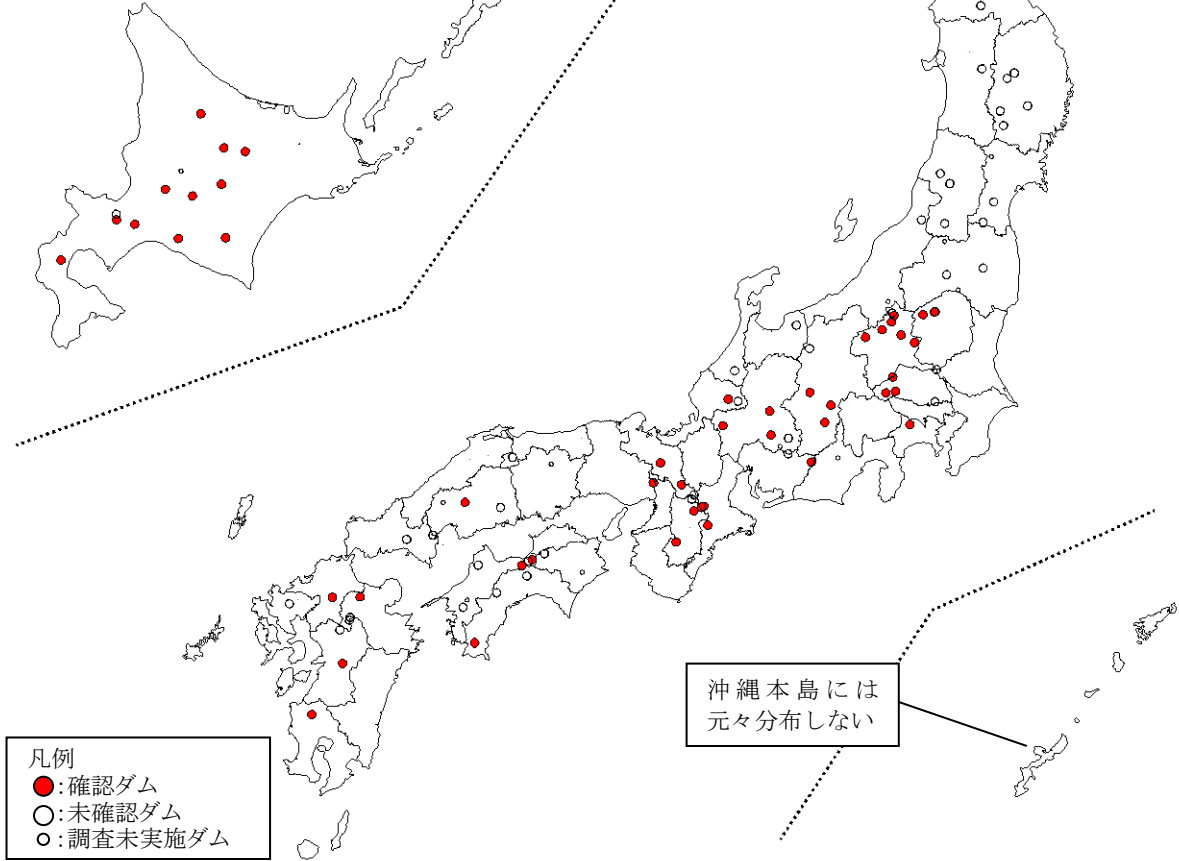 沖縄本島には
元々分布しない
凡例
:確認ダム
:未確認ダム
:調査未実施ダム